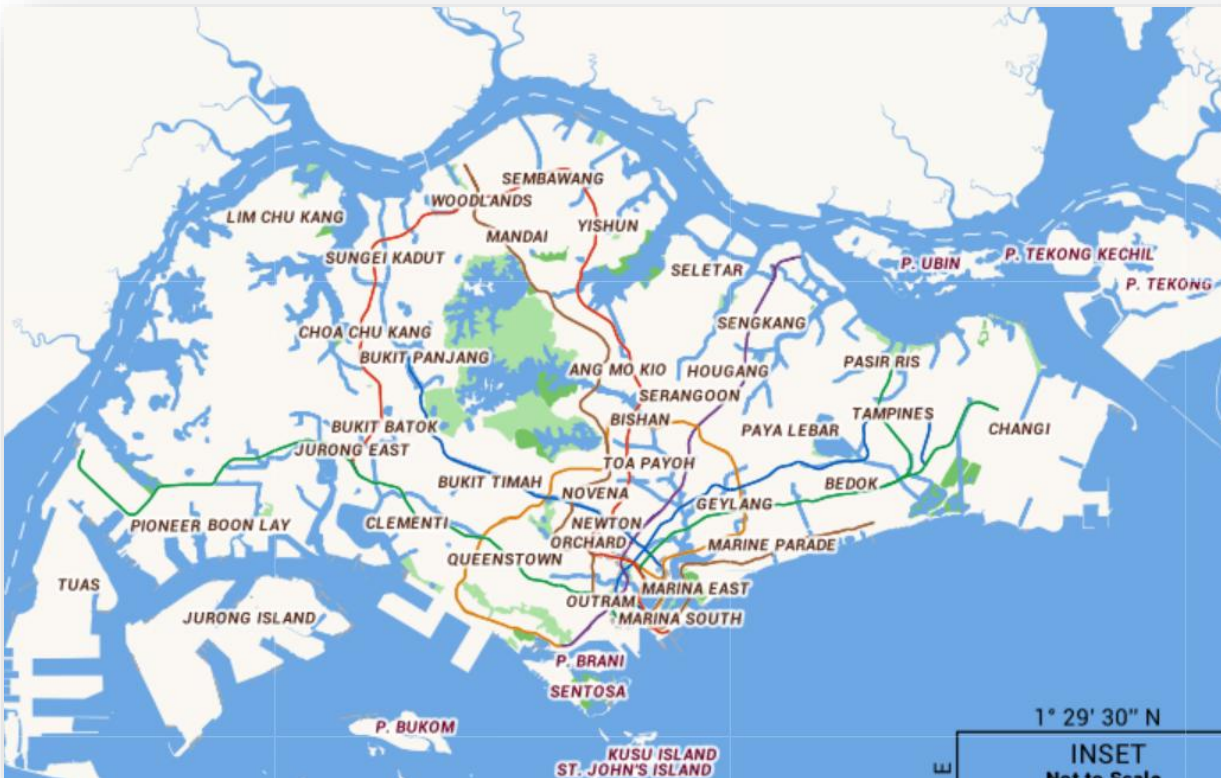 SEMBAWANG
WOODLANDS
LIM CHU KANG
YISHUN
MANDAI
SUNGEI KADUT
SELETAR
P. UBIN
P. TEKONG KECHIL
P. TEKONG
SENGKANG
CHOA CHU KANG
BUKIT PANJANG
ANG MO KIO
HOUGANG
PASIR RIS
SERANGOON
BISHAN
TAMPINES
BUKIT BATOK
PAYA LEBAR
CHANGI
JURONG EAST
TOA PAYOH
BUKIT TIMAH
NOVENA
BEDOK
GEYLANG
PIONEER
BOON LAY
CLEMENTI
NEWTON
ORCHARD
MARINE PARADE
QUEENSTOWN
TUAS
MARINA EAST
OUTRAM
JURONG ISLAND
MARINA SOUTH
P. BRANI
SENTOSA
P. BUKOM
KUSU ISLAND
ST. JOHN'S ISLAND
1° 29' 30" N
INSET
Not to Scale
E